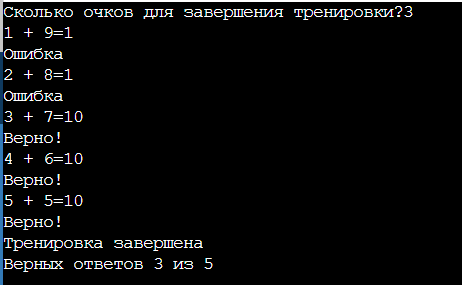 Сколько очков для завершения тренировки?3
1 + 9=1
Ошибка
2 + 8=1
Ошибка
3 + 7=10
Верно!
4 + 6=10
Верно!
5 + 5=10
Верно!
Тренировка завершена
Верных ответов 3 из 5